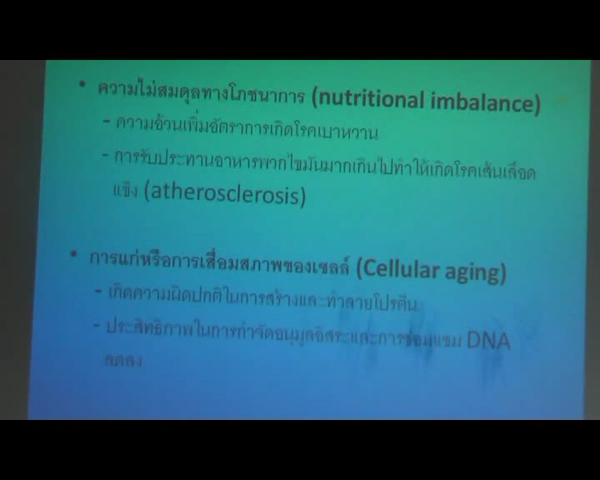 • ความไม่สมดุลทางโภชนาการ (nutritional imbalance)
– ความอ้วนเพิ่มอัตราการเกิดโรคเบาหวาน
– การรับประทานอาหารพวกไขมันมากเกินไปทำให้เกิดโรคเส้นเลือด
แข็ง (atherosclerosis)
• การแก่หรือการเสื่อมสภาพของเซลล์ (Cellular aging)
– เกิดความผิดปกติในการสร้างและทำลายโปรตีน
– ประสิทธิภาพในการกำจัดอนุมูลอิสระและการซ่อมแซม DNA
ลดลง